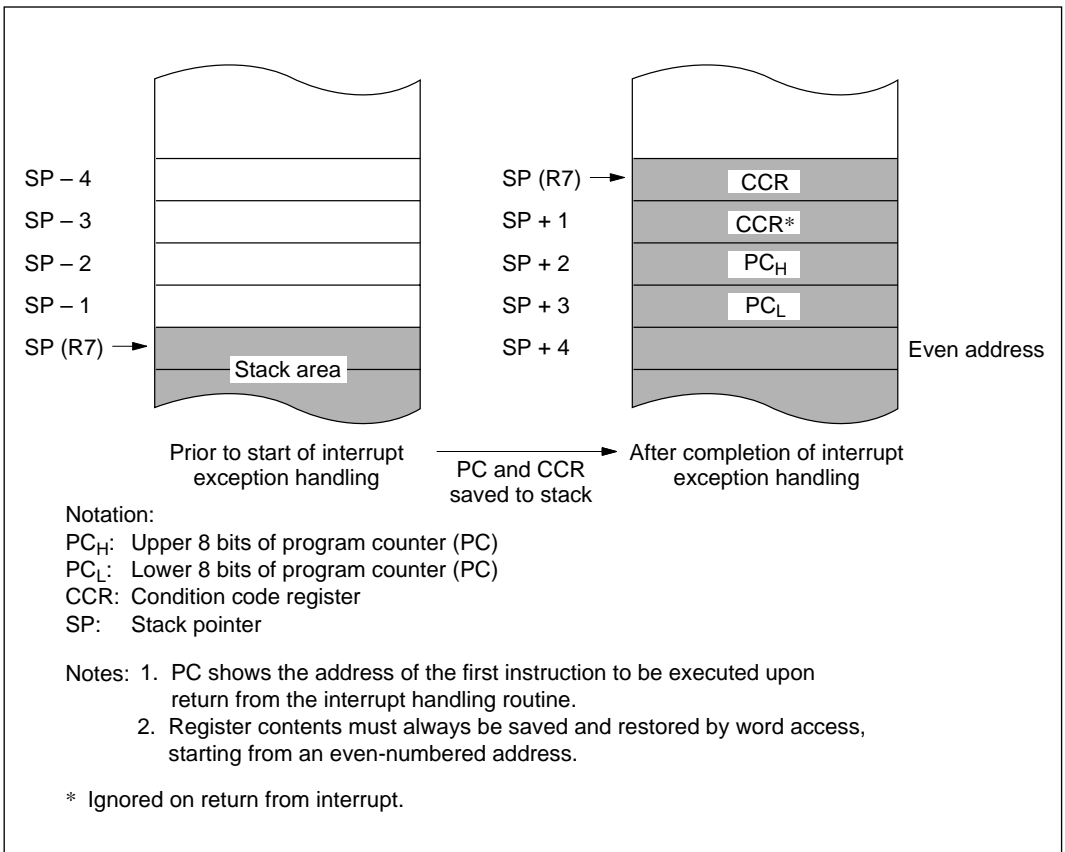 SP – 4
SP – 3
SP – 2
SP – 1
SP (R7)
Stack area
Prior to start of interrupt
exception handling
PC and CCR
saved to stack
SP (R7)
SP + 1
SP + 2
SP + 3
SP + 4
CCR
CCR*
PCH
PCL
Even address
After completion of interrupt
exception handling
Notation:
PCH: Upper 8 bits of program counter (PC)
PCL: Lower 8 bits of program counter (PC)
CCR: Condition code register
SP: Stack pointer
Notes: 1. PC shows the address of the first instruction to be executed upon
return from the interrupt handling routine.
2. Register contents must always be saved and restored by word access,
starting from an even-numbered address.
* Ignored on return from interrupt.